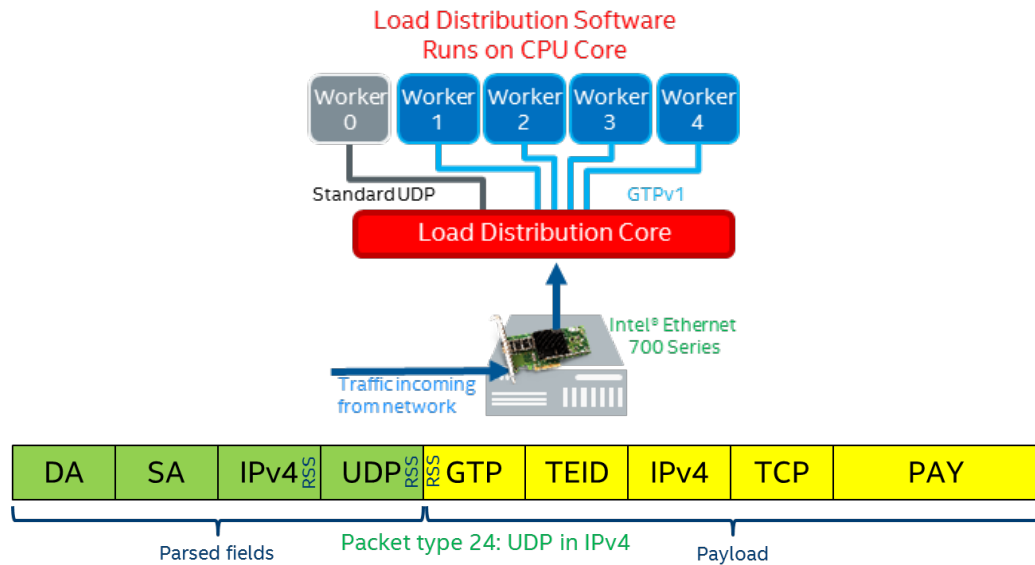 Load Distribution Software
Runs on CPU Core
Worker
0
Worker
1
Worker
2
Worker
3
Worker
4
Standard UDP
GTPv1
Load Distribution Core
Intel® Ethernet
700 Series
Traffic incoming
from network
DA
SA
IPv4
RSS
UDP
RSS
RSS
GTP
TEID
IPv4
TCP
PAY
Parsed fields
Packet type 24: UDP in IPv4
Payload